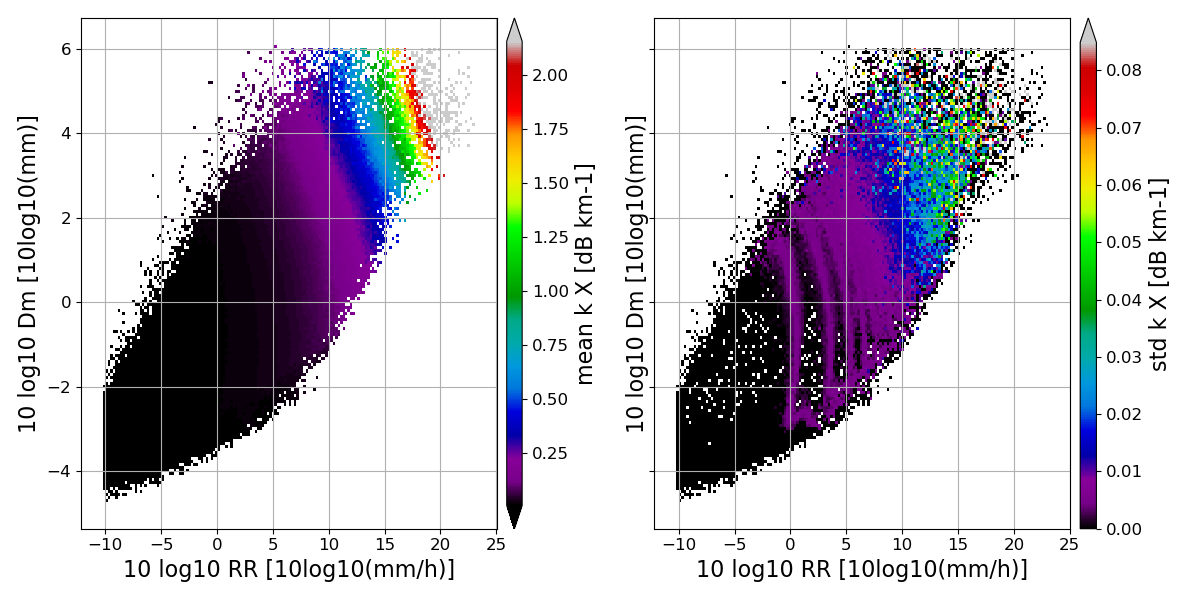 10 log10 Dm [10log10(mm)]
6
4
2
0
−2
−4
−10 −5 0 5 10 15 20 25
10 log10 RR [10log10(mm/h)]
2.00
1.75
1.50
1.25
1.00
0.75
0.50
0.25
mean k X [dB km-1]
10 log10 Dm [10log10(mm)]
−10 −5 0 5 10 15 20 25
10 log10 RR [10log10(mm/h)]
0.08
0.07
0.06
0.05
0.04
0.03
0.02
0.01
0.00
std k X [dB km-1]